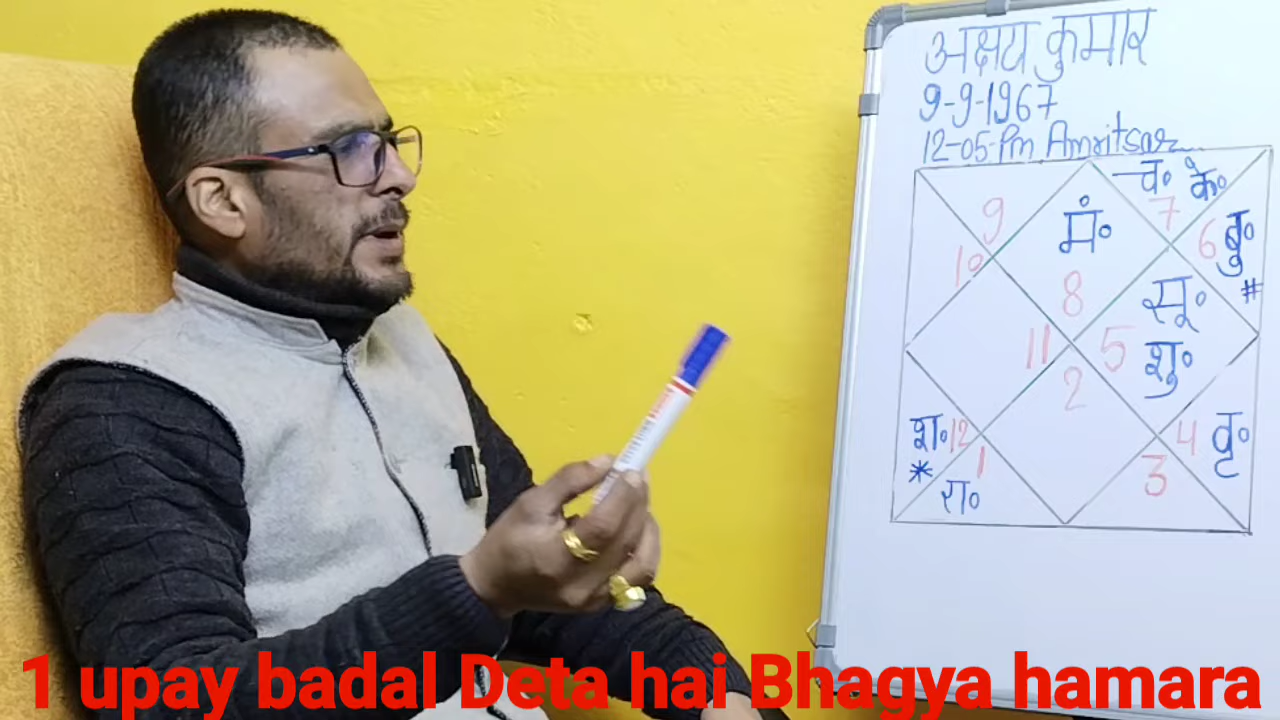 अक्षय कुमार
9-9-1967
12-05-Pm Amritsar
चं० के०
9 मं० 7 6 बु०
10 #
8 सू०
11 5 शु०
2
श० 12 4 वृ०
* 1 3
रा०
1 upay badal Deta hai Bhagya hamara